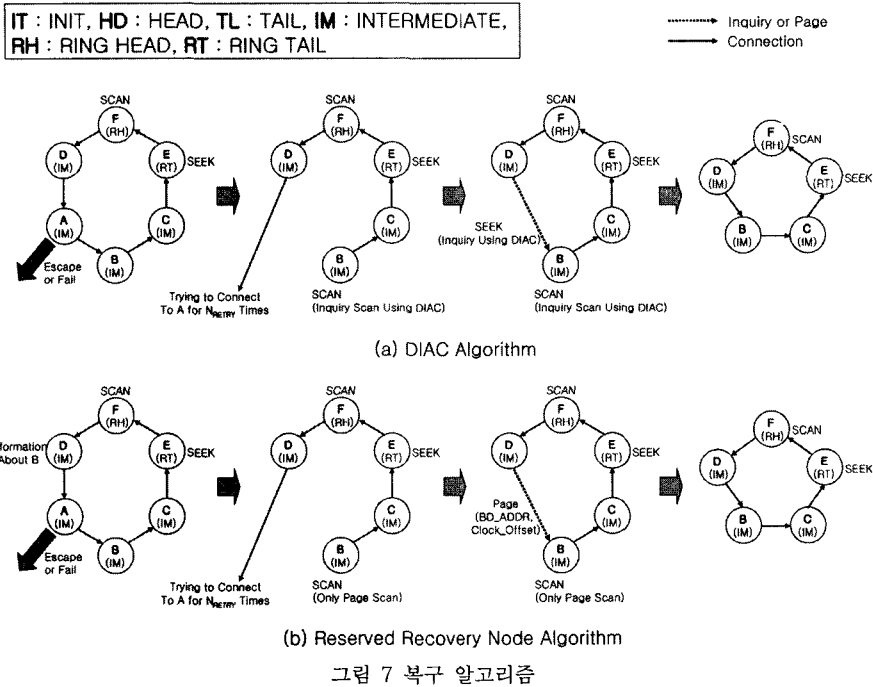 IT : INIT, HD : HEAD, TL : TAIL, IM : INTERMEDIATE,
RH : RING HEAD, RT : RING TAIL
Inquiry or Page
Connection
SCAN
F
(RH)
D
(IM)
E
(RT)
SEEK
A
(IM)
C
(IM)
B
(IM)
Escape
or Fail
SCAN
F
(RH)
D
(IM)
E
(RT)
SEEK
C
(IM)
B
(IM)
Trying to Connect
To A for NRETRY Times
SCAN
(Inquiry Scan Using DIAC)
SCAN
F
(RH)
D
(IM)
E
(RT)
SEEK
SEEK
(Inquiry Using DIAC)
C
(IM)
B
(IM)
SCAN
(Inquiry Scan Using DIAC)
F
(RH)
SCAN
D
(IM)
E
(RT)
SEEK
B
(IM)
C
(IM)
(a) DIAC Algorithm
SCAN
F
(RH)
formation
About B
D
(IM)
E
(RT)
SEEK
A
(IM)
C
(IM)
B
(IM)
Escape
or Fail
SCAN
F
(RH)
D
(IM)
E
(RT)
SEEK
C
(IM)
B
(IM)
Trying to Connect
To A for NRETRY Times
SCAN
(Only Page Scan)
SCAN
F
(RH)
D
(IM)
E
(RT)
SEEK
Page
(BD_ADDR,
Clock_Offset)
C
(IM)
B
(IM)
SCAN
(Only Page Scan)
F
(RH)
SCAN
D
(IM)
E
(RT)
SEEK
B
(IM)
C
(IM)
(b) Reserved Recovery Node Algorithm
그림 7 복구 알고리즘